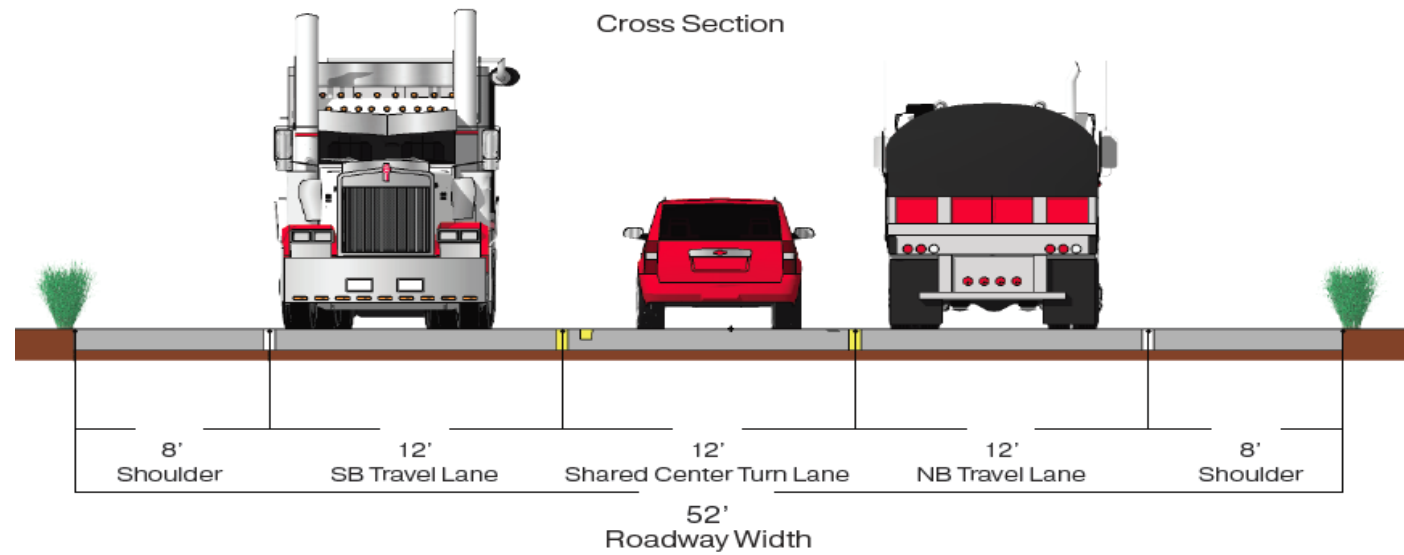 Cross Section
8’ 12’ 12’ 12’ 8’
Shoulder SB Travel Lane Shared Center Turn Lane NB Travel Lane Shoulder
52’
Roadway Width